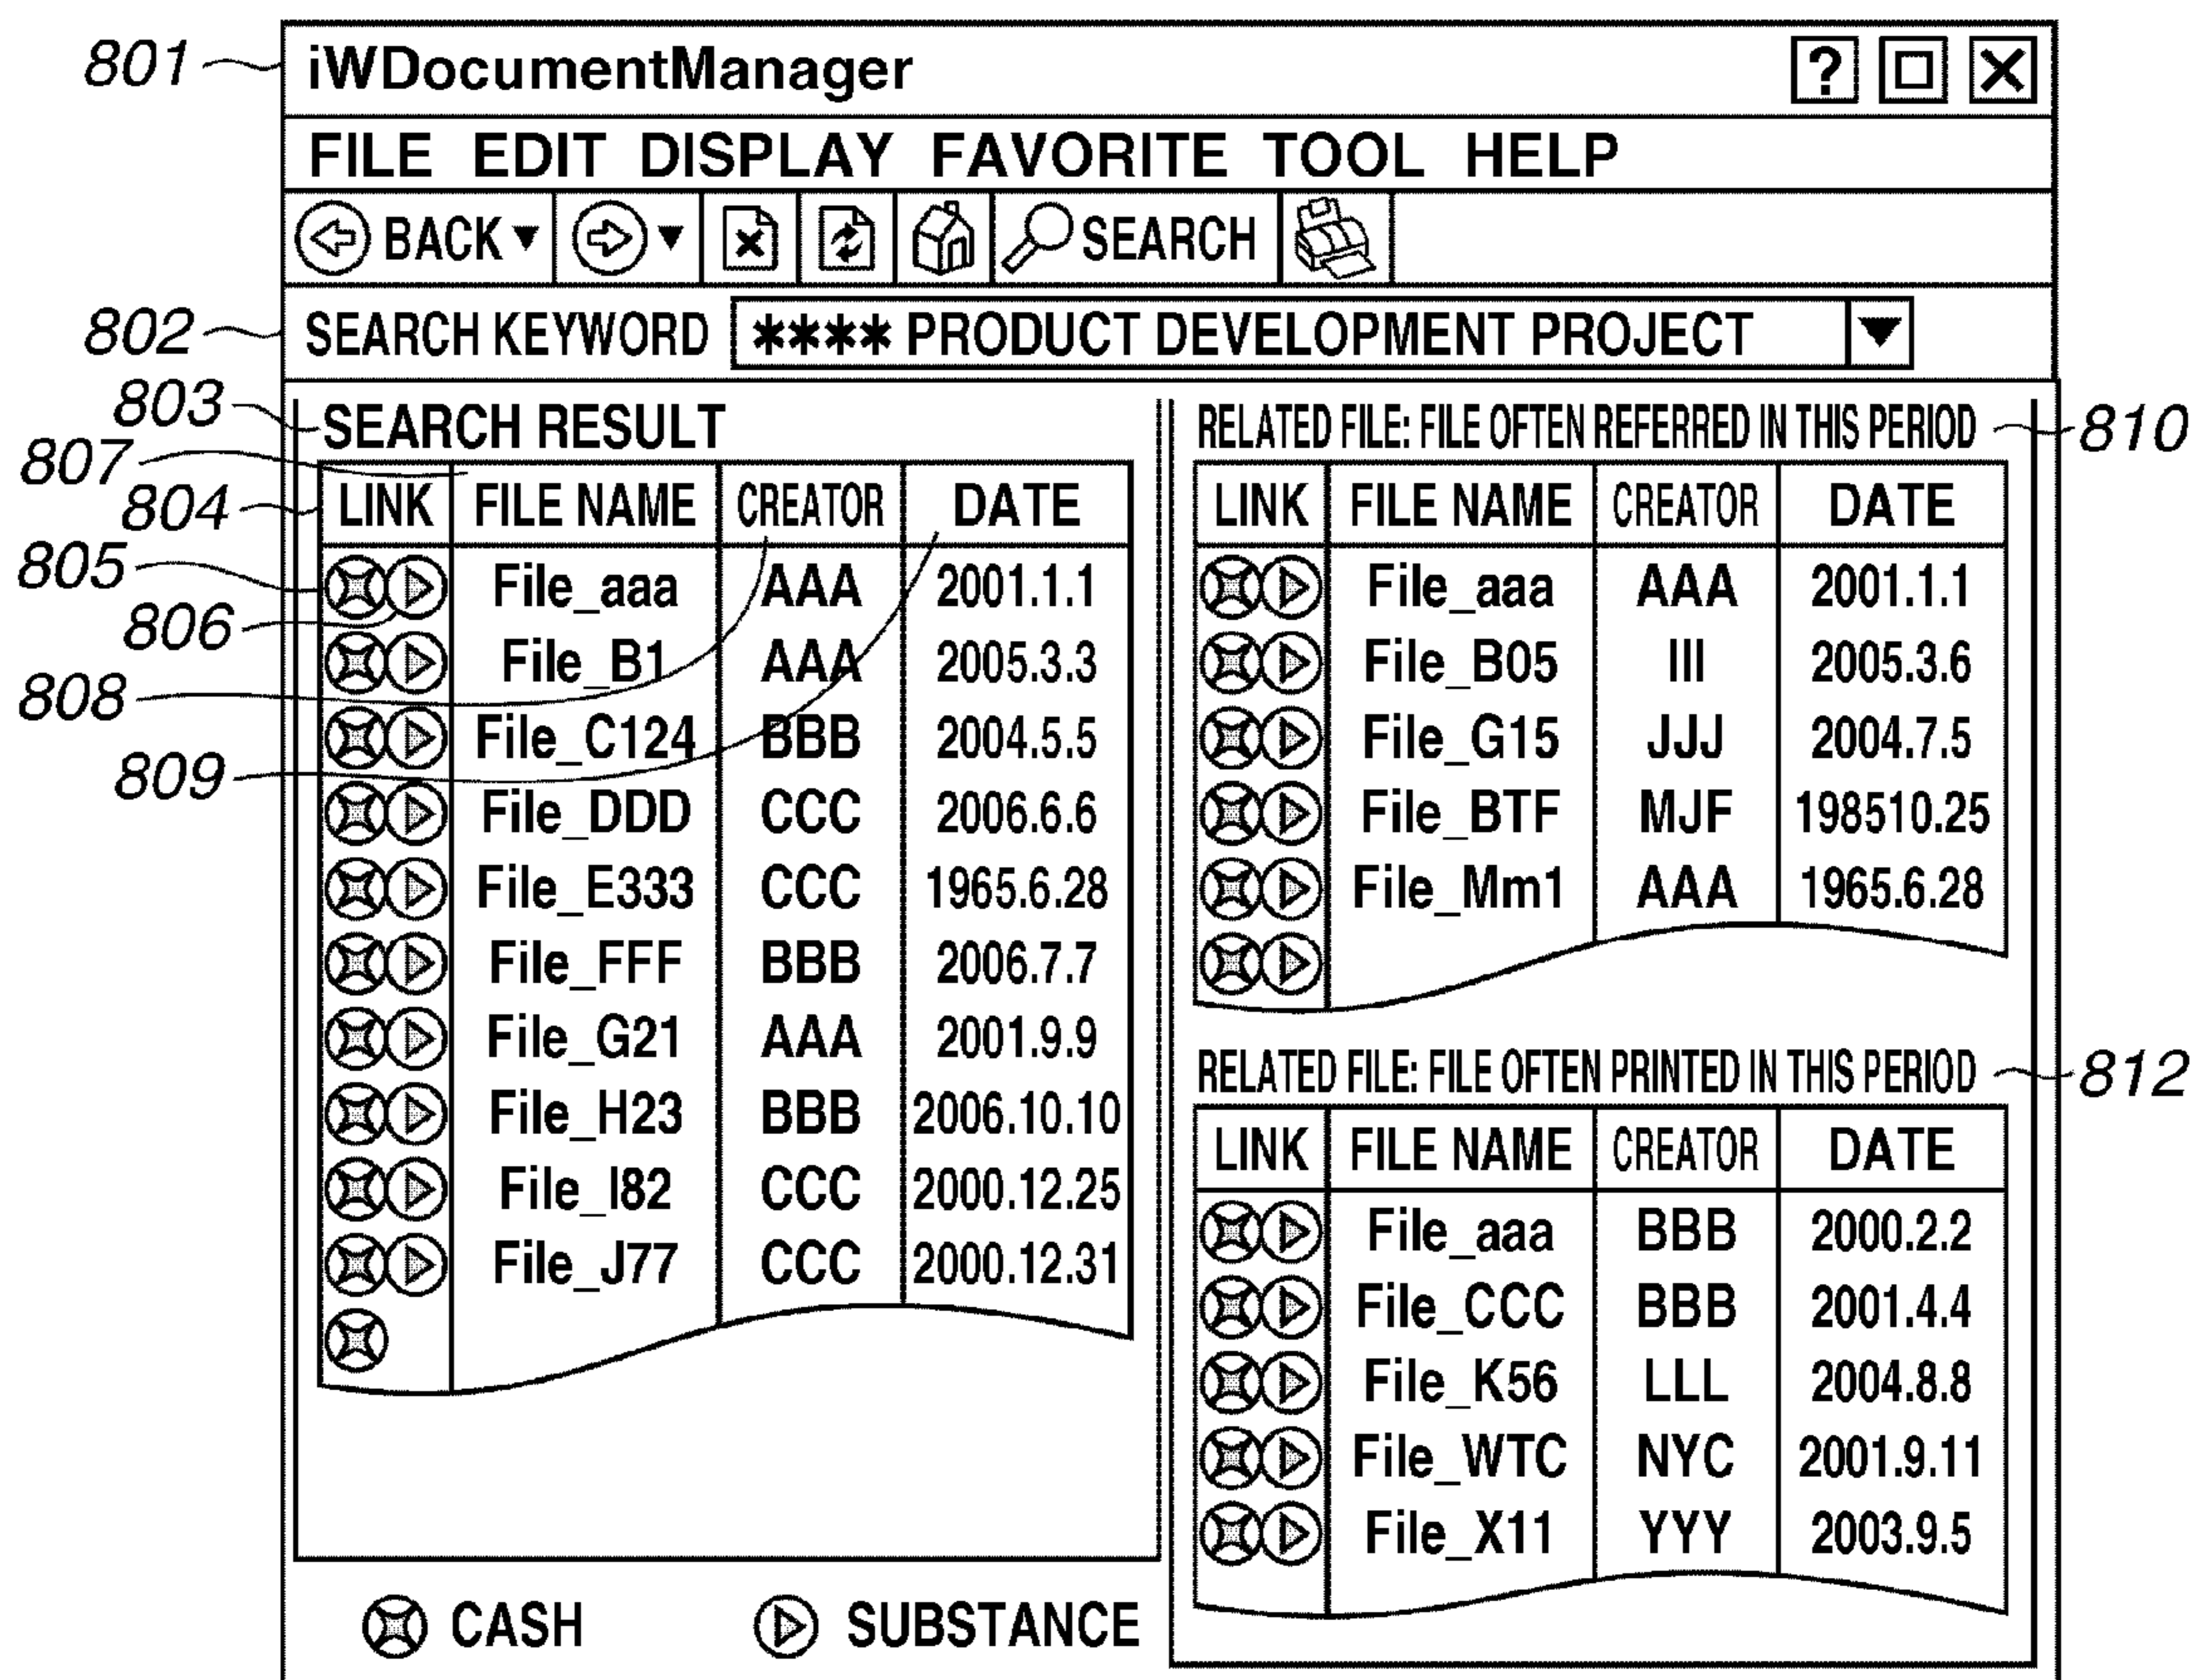 801
iWDocumentManager
?
FILE EDIT DISPLAY FAVORITE TOOL HELP
BACK SEARCH
802
SEARCH KEYWORD **** PRODUCT DEVELOPMENT PROJECT
803
SEARCH RESULT
807
804
LINK FILE NAME CREATOR DATE
805
File_aaa AAA 2001.1.1
806
File_B1 AAA 2005.3.3
808
File_C124 BBB 2004.5.5
809
File_DDD CCC 2006.6.6
File_E333 CCC 1965.6.28
File_FFF BBB 2006.7.7
File_G21 AAA 2001.9.9
File_H23 BBB 2006.10.10
File_I82 CCC 2000.12.25
File_J77 CCC 2000.12.31
CASH SUBSTANCE
RELATED FILE: FILE OFTEN REFERRED IN THIS PERIOD 810
LINK FILE NAME CREATOR DATE
File_aaa AAA 2001.1.1
File_B05 III 2005.3.6
File_G15 JJJ 2004.7.5
File_BTF MJF 198510.25
File_Mm1 AAA 1965.6.28
RELATED FILE: FILE OFTEN PRINTED IN THIS PERIOD 812
LINK FILE NAME CREATOR DATE
File_aaa BBB 2000.2.2
File_CCC BBB 2001.4.4
File_K56 LLL 2004.8.8
File_WTC NYC 2001.9.11
File_X11 YYY 2003.9.5